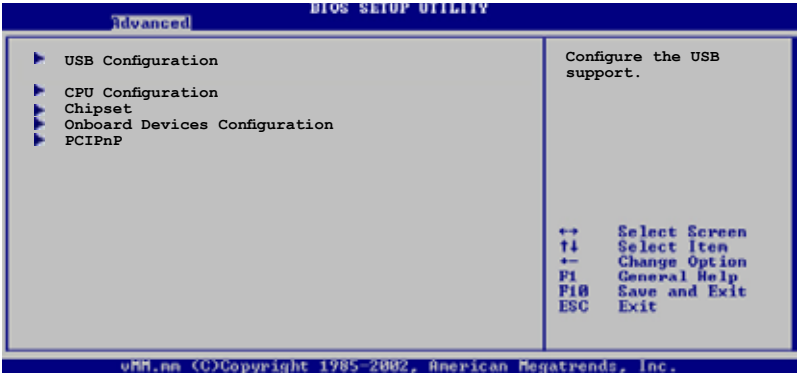 BIOS SETUP UTILITY
Advanced
USB Configuration
CPU Configuration
Chipset
Onboard Devices Configuration
PCIPnP
Configure the USB
support.
←→ Select Screen
↑↓ Select Item
+- Change Option
F1 General Help
F10 Save and Exit
ESC Exit
vMM.mm (C)Copyright 1985-2002, American Megatrends, Inc.